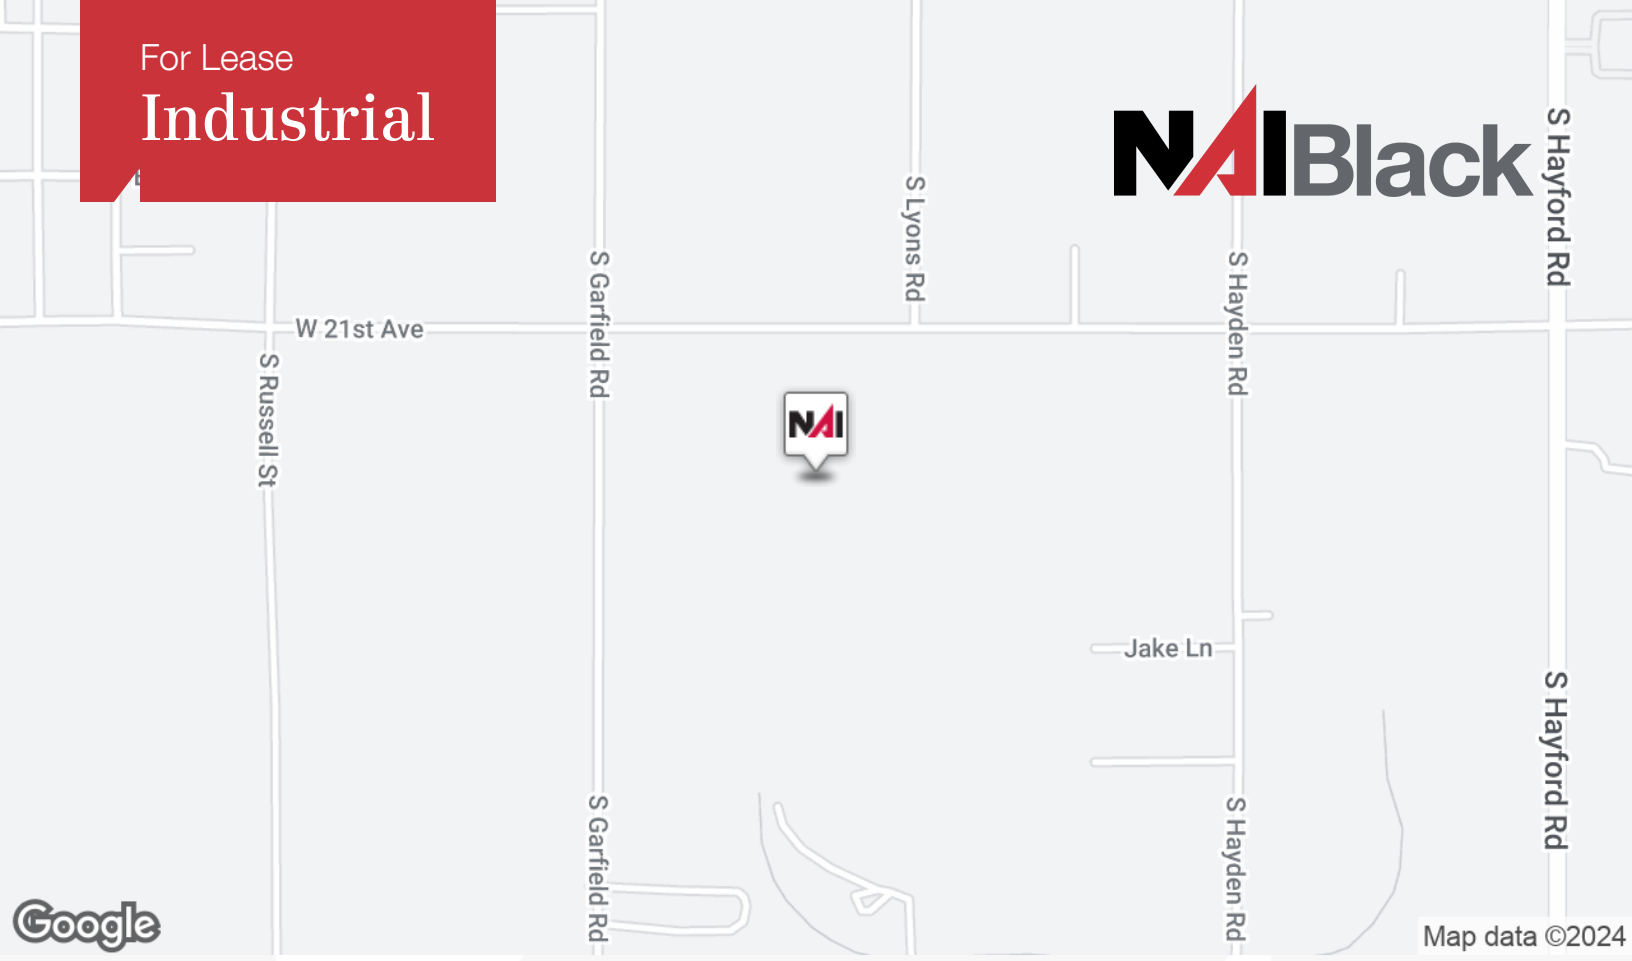 For Lease
Industrial
NAIBlack
S Hayford Rd
S Lyons Rd
S Garfield Rd
S Hayden Rd
W 21st Ave
S Russell St
NAI
Jake Ln
S Hayford Rd
S Garfield Rd
S Hayden Rd
Google
Map data ©2024